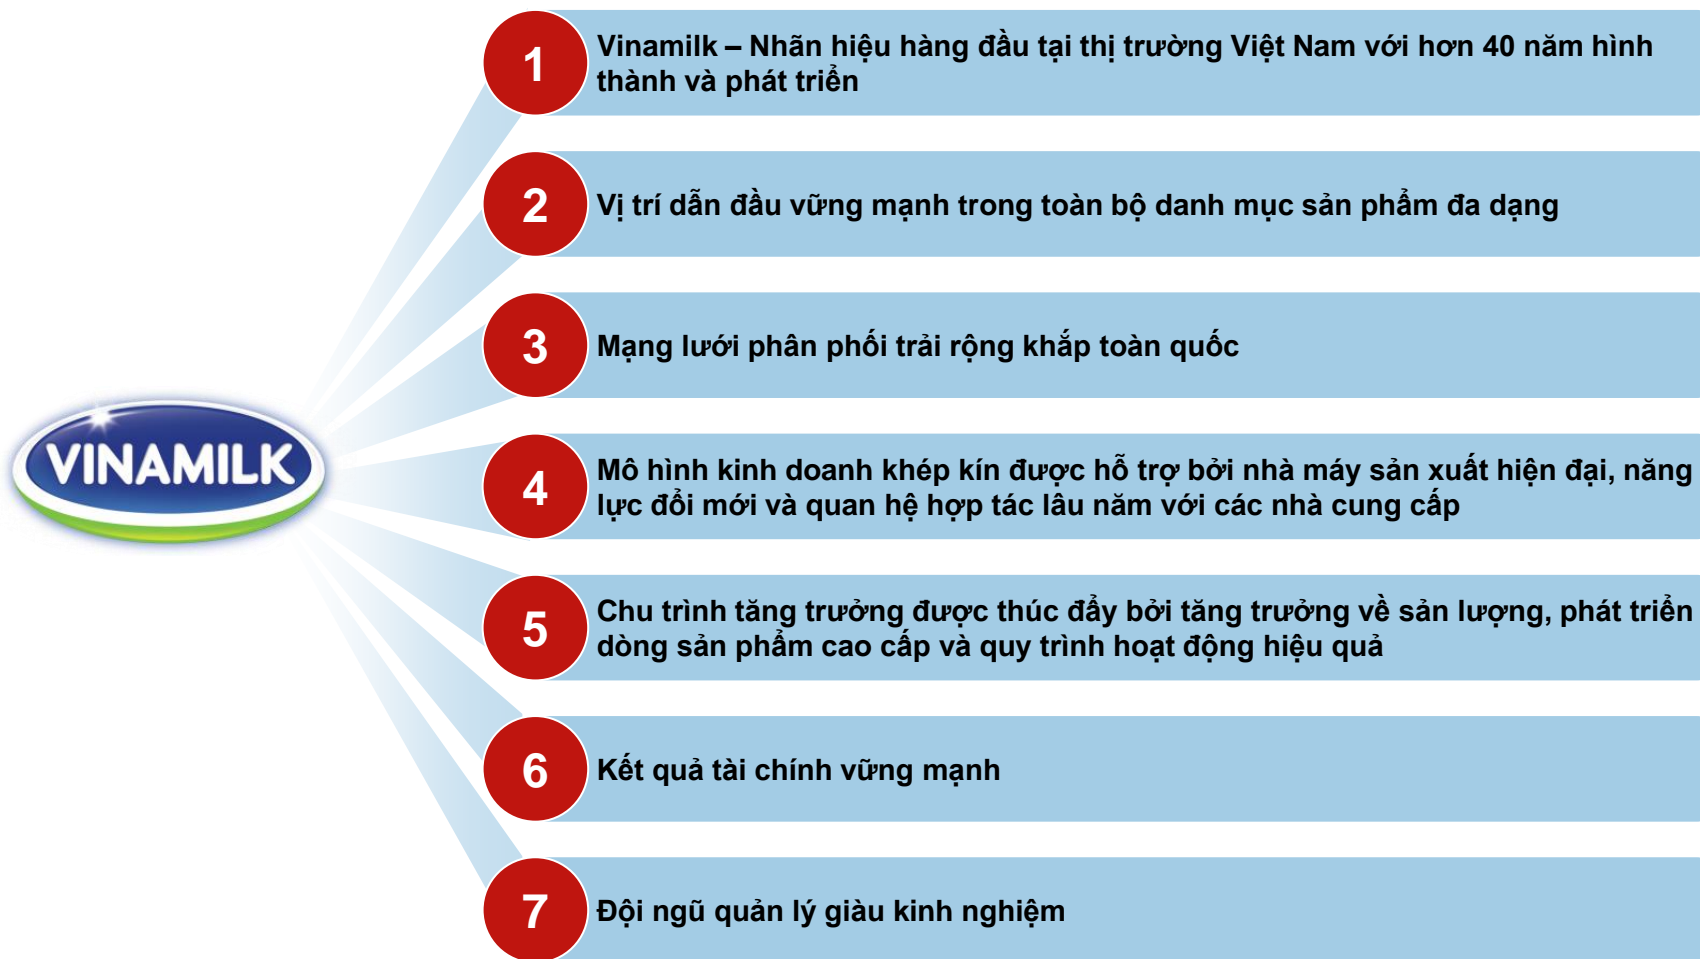 1
Vinamilk – Nhãn hiệu hàng đầu tại thị trường Việt Nam với hơn 40 năm hình
thành và phát triển
2
Vị trí dẫn đầu vững mạnh trong toàn bộ danh mục sản phẩm đa dạng
3
Mạng lưới phân phối trải rộng khắp toàn quốc
VINAMILK
4
Mô hình kinh doanh khép kín được hỗ trợ bởi nhà máy sản xuất hiện đại, năng
lực đổi mới và quan hệ hợp tác lâu năm với các nhà cung cấp
5
Chu trình tăng trưởng được thúc đẩy bởi tăng trưởng về sản lượng, phát triển
dòng sản phẩm cao cấp và quy trình hoạt động hiệu quả
6
Kết quả tài chính vững mạnh
7
Đội ngũ quản lý giàu kinh nghiệm